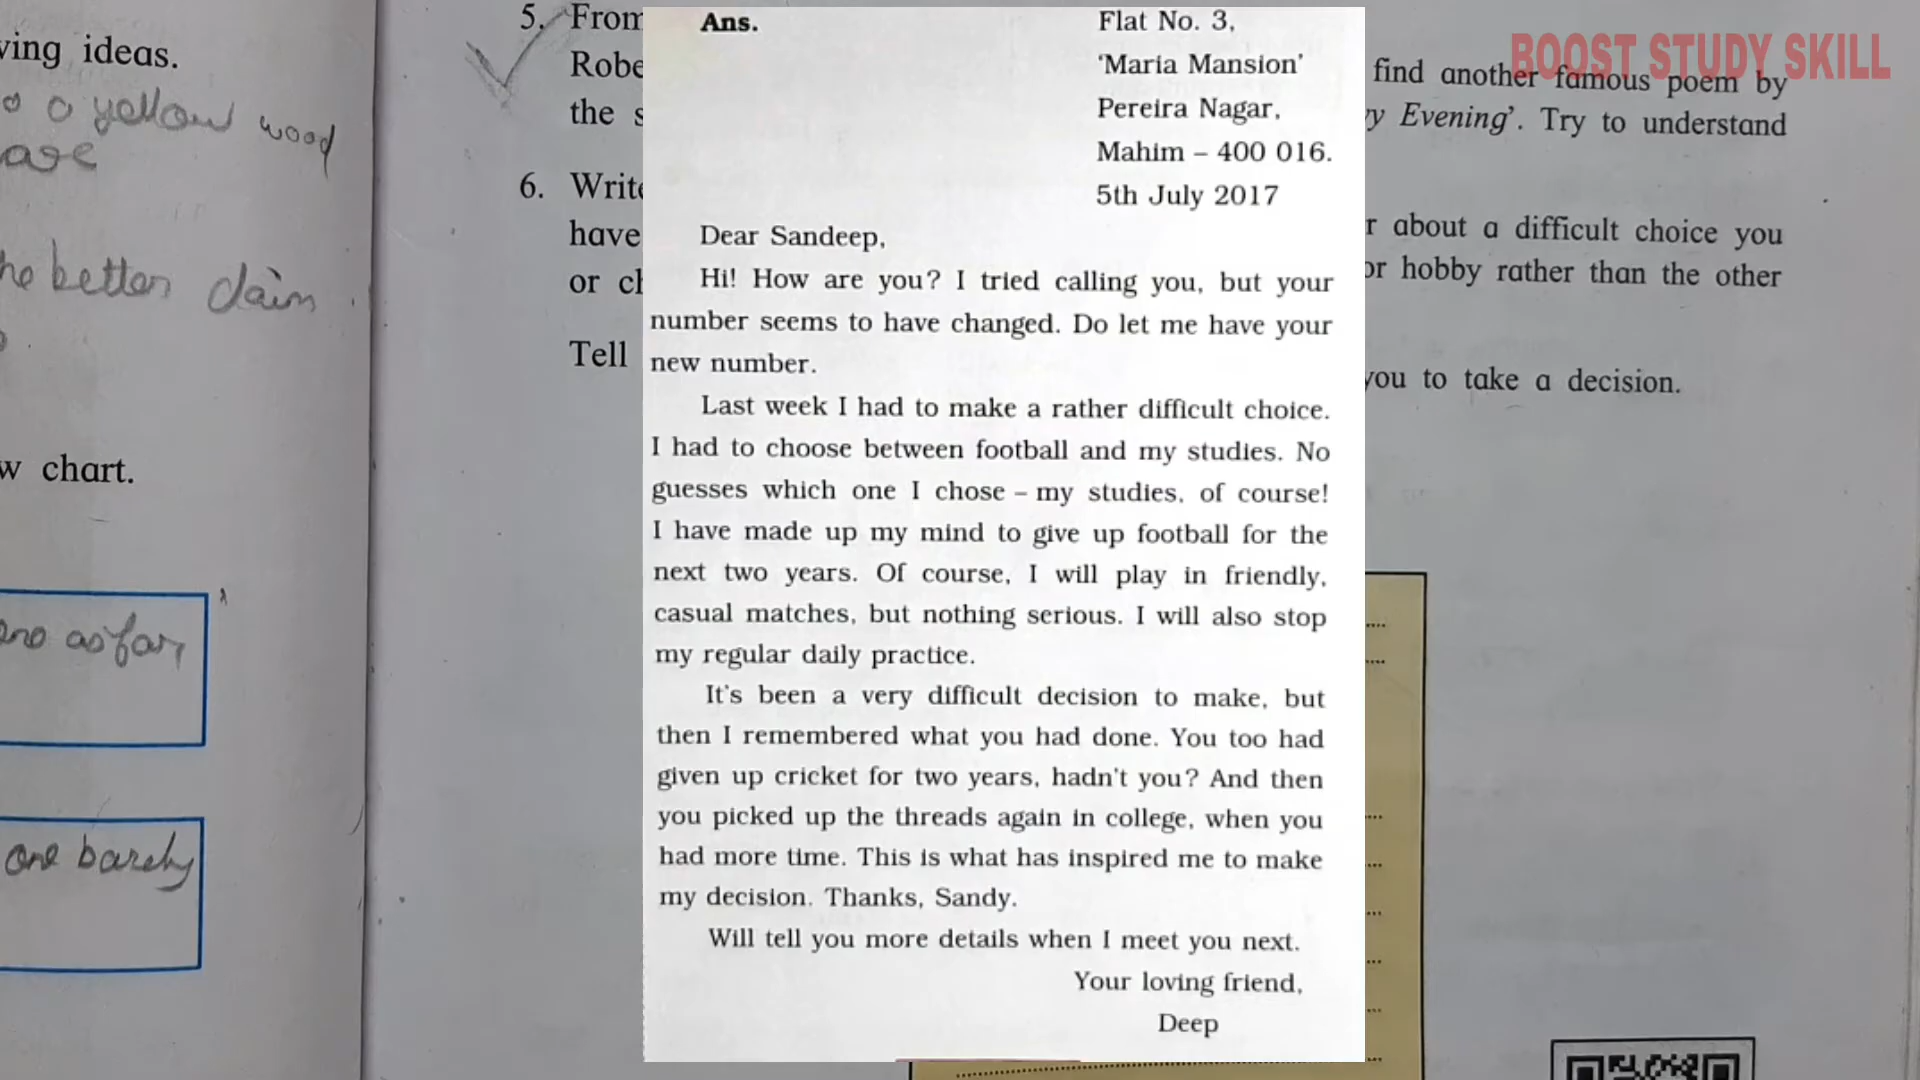 ving ideas.
a yellow wood
the better claim
w chart.
as far
one barely
5. From
Robe
the s
6. Write
have
or ch
Tell
BOOST STUDY SKILL
find another famous poem by
y Evening'. Try to understand
r about a difficult choice you
or hobby rather than the other
you to take a decision.
Ans.
Flat No. 3,
'Maria Mansion'
Pereira Nagar,
Mahim – 400 016.
5th July 2017
Dear Sandeep,
Hi! How are you? I tried calling you, but your
number seems to have changed. Do let me have your
new number.
Last week I had to make a rather difficult choice.
I had to choose between football and my studies. No
guesses which one I chose – my studies, of course!
I have made up my mind to give up football for the
next two years. Of course, I will play in friendly,
casual matches, but nothing serious. I will also stop
my regular daily practice.
It's been a very difficult decision to make, but
then I remembered what you had done. You too had
given up cricket for two years, hadn't you? And then
you picked up the threads again in college, when you
had more time. This is what has inspired me to make
my decision. Thanks, Sandy.
Will tell you more details when I meet you next.
Your loving friend,
Deep